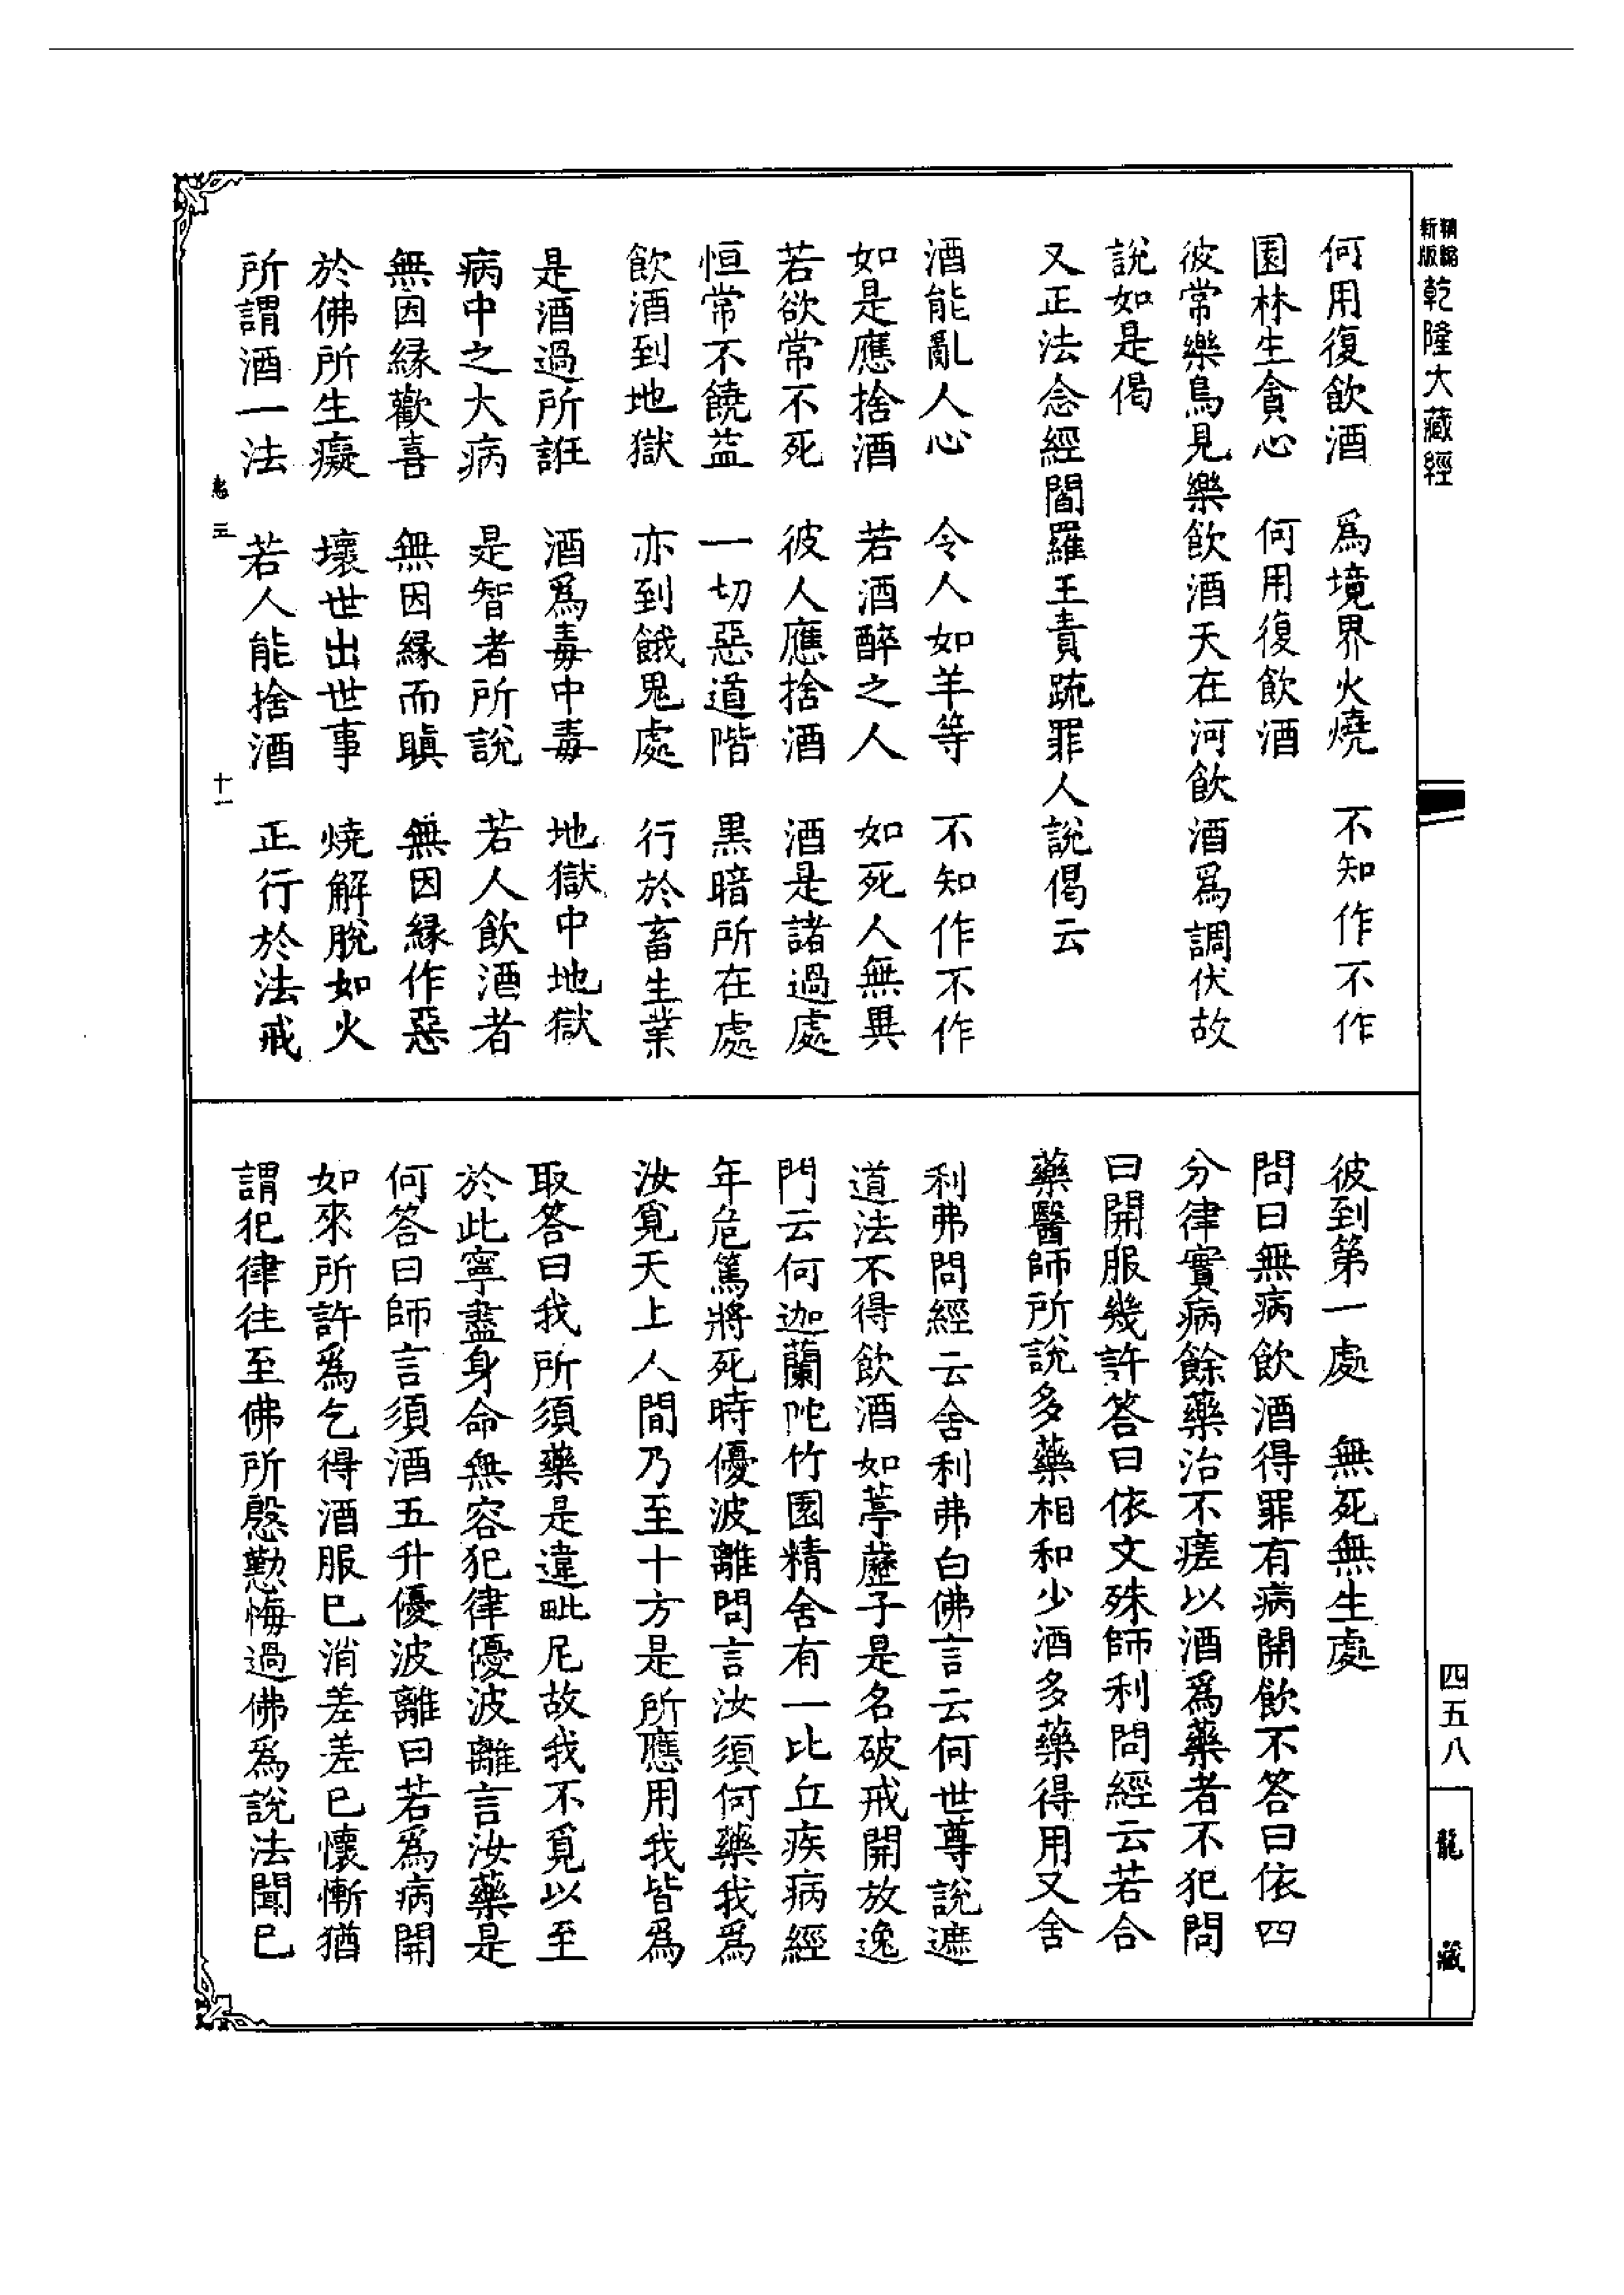 精縮新版乾隆大藏經
何用復飲酒　為境界火燒　不知作不作
園林生貪心　何用復飲酒
彼常樂鳥見樂飲酒天在河飲酒為調伏故
說如是偈
又正法念經閻羅王責䟽罪人說偈云
酒能亂人心　令人如羊等　不知作不作
如是應捨酒　若酒醉之人　如死人無異
若欲常不死　彼人應捨酒　酒是諸過處
恒常不饒益　一切惡道階　黑暗所在處
飲酒到地獄　亦到餓鬼處　行於畜生業
是酒過所誑　酒為毒中毒　地獄中地獄
病中之大病　是智者所說　若人飲酒者
無因緣歡喜　無因緣而瞋　無因緣作惡
於佛所生癡　壞世出世事　燒解脫如火
所謂酒一法　若人能捨酒　正行於法戒
十一
彼到第一處　無死無生處
問曰無病飲酒得罪有病開飲不答曰依四
分律實病餘藥治不瘥以酒為藥者不犯問
曰開服幾許答曰依文殊師利問經云若合
藥醫師所說多藥相和少酒多藥得用又舍
利弗問經云舍利弗白佛言云何世尊說遮
道法不得飲酒如葶藶子是名破戒開放逸
門云何迦蘭陀竹園精舍有一比丘疾病經
年危篤將死時優波離問言汝須何藥我為
汝覓天上人間乃至十方是所應用我皆為
取答曰我所須藥是違毗尼故我不覓以至
於此寧盡身命無容犯律優波離言汝藥是
何答曰師言須酒五升優波離曰若為病開
如來所許為乞得酒服已消差差已懷慚猶
謂犯律往至佛所慇懃悔過佛為說法聞已
四五八
龍藏